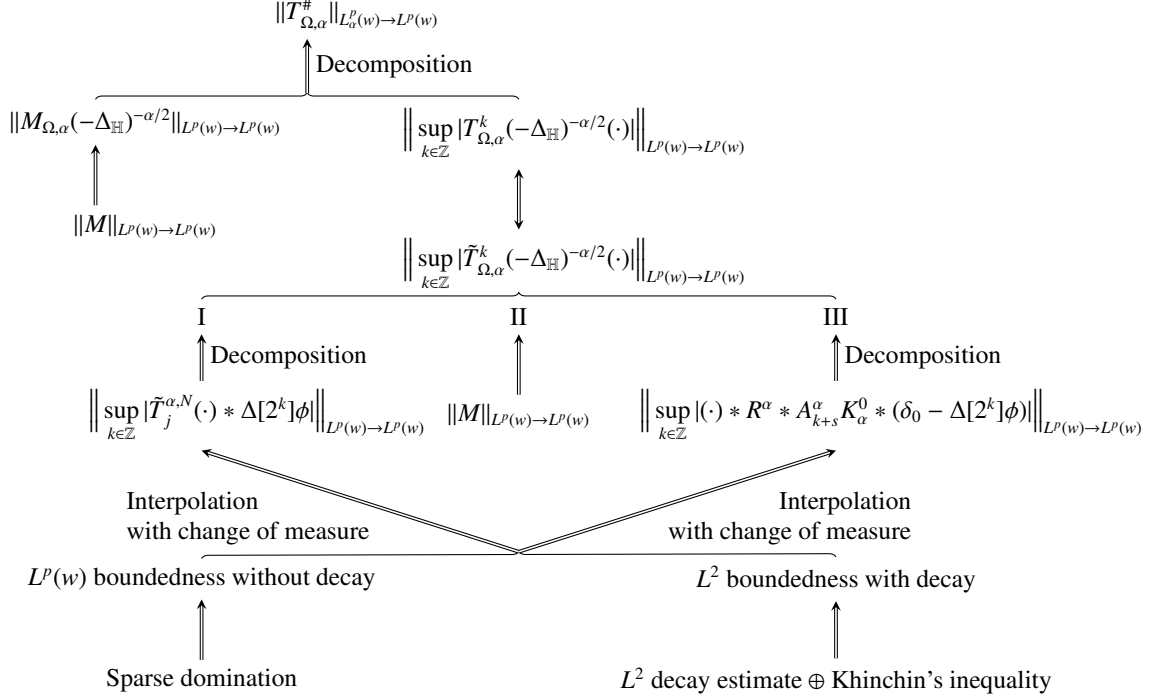 ‖T^#_{Ω,α}‖_{L^p_α(w)→L^p(w)}
Decomposition
‖M_{Ω,α}(−Δ_ℍ)^{−α/2}‖_{L^p(w)→L^p(w)}
‖ sup_{k∈ℤ} |T^k_{Ω,α}(−Δ_ℍ)^{−α/2}(·)| ‖_{L^p(w)→L^p(w)}
‖M‖_{L^p(w)→L^p(w)}
‖ sup_{k∈ℤ} |T̃^k_{Ω,α}(−Δ_ℍ)^{−α/2}(·)| ‖_{L^p(w)→L^p(w)}
I II III
Decomposition Decomposition
‖ sup_{k∈ℤ} |T̃_j^{α,N}(·) ∗ Δ[2^k]φ| ‖_{L^p(w)→L^p(w)} ‖M‖_{L^p(w)→L^p(w)} ‖ sup_{k∈ℤ} |(·) ∗ R^α ∗ A^α_{k+s}K^0_α ∗ (δ_0 − Δ[2^k]φ)| ‖_{L^p(w)→L^p(w)}
Interpolation
with change of measure
Interpolation
with change of measure
L^p(w) boundedness without decay
L^2 boundedness with decay
Sparse domination
L^2 decay estimate ⊕ Khinchin's inequality